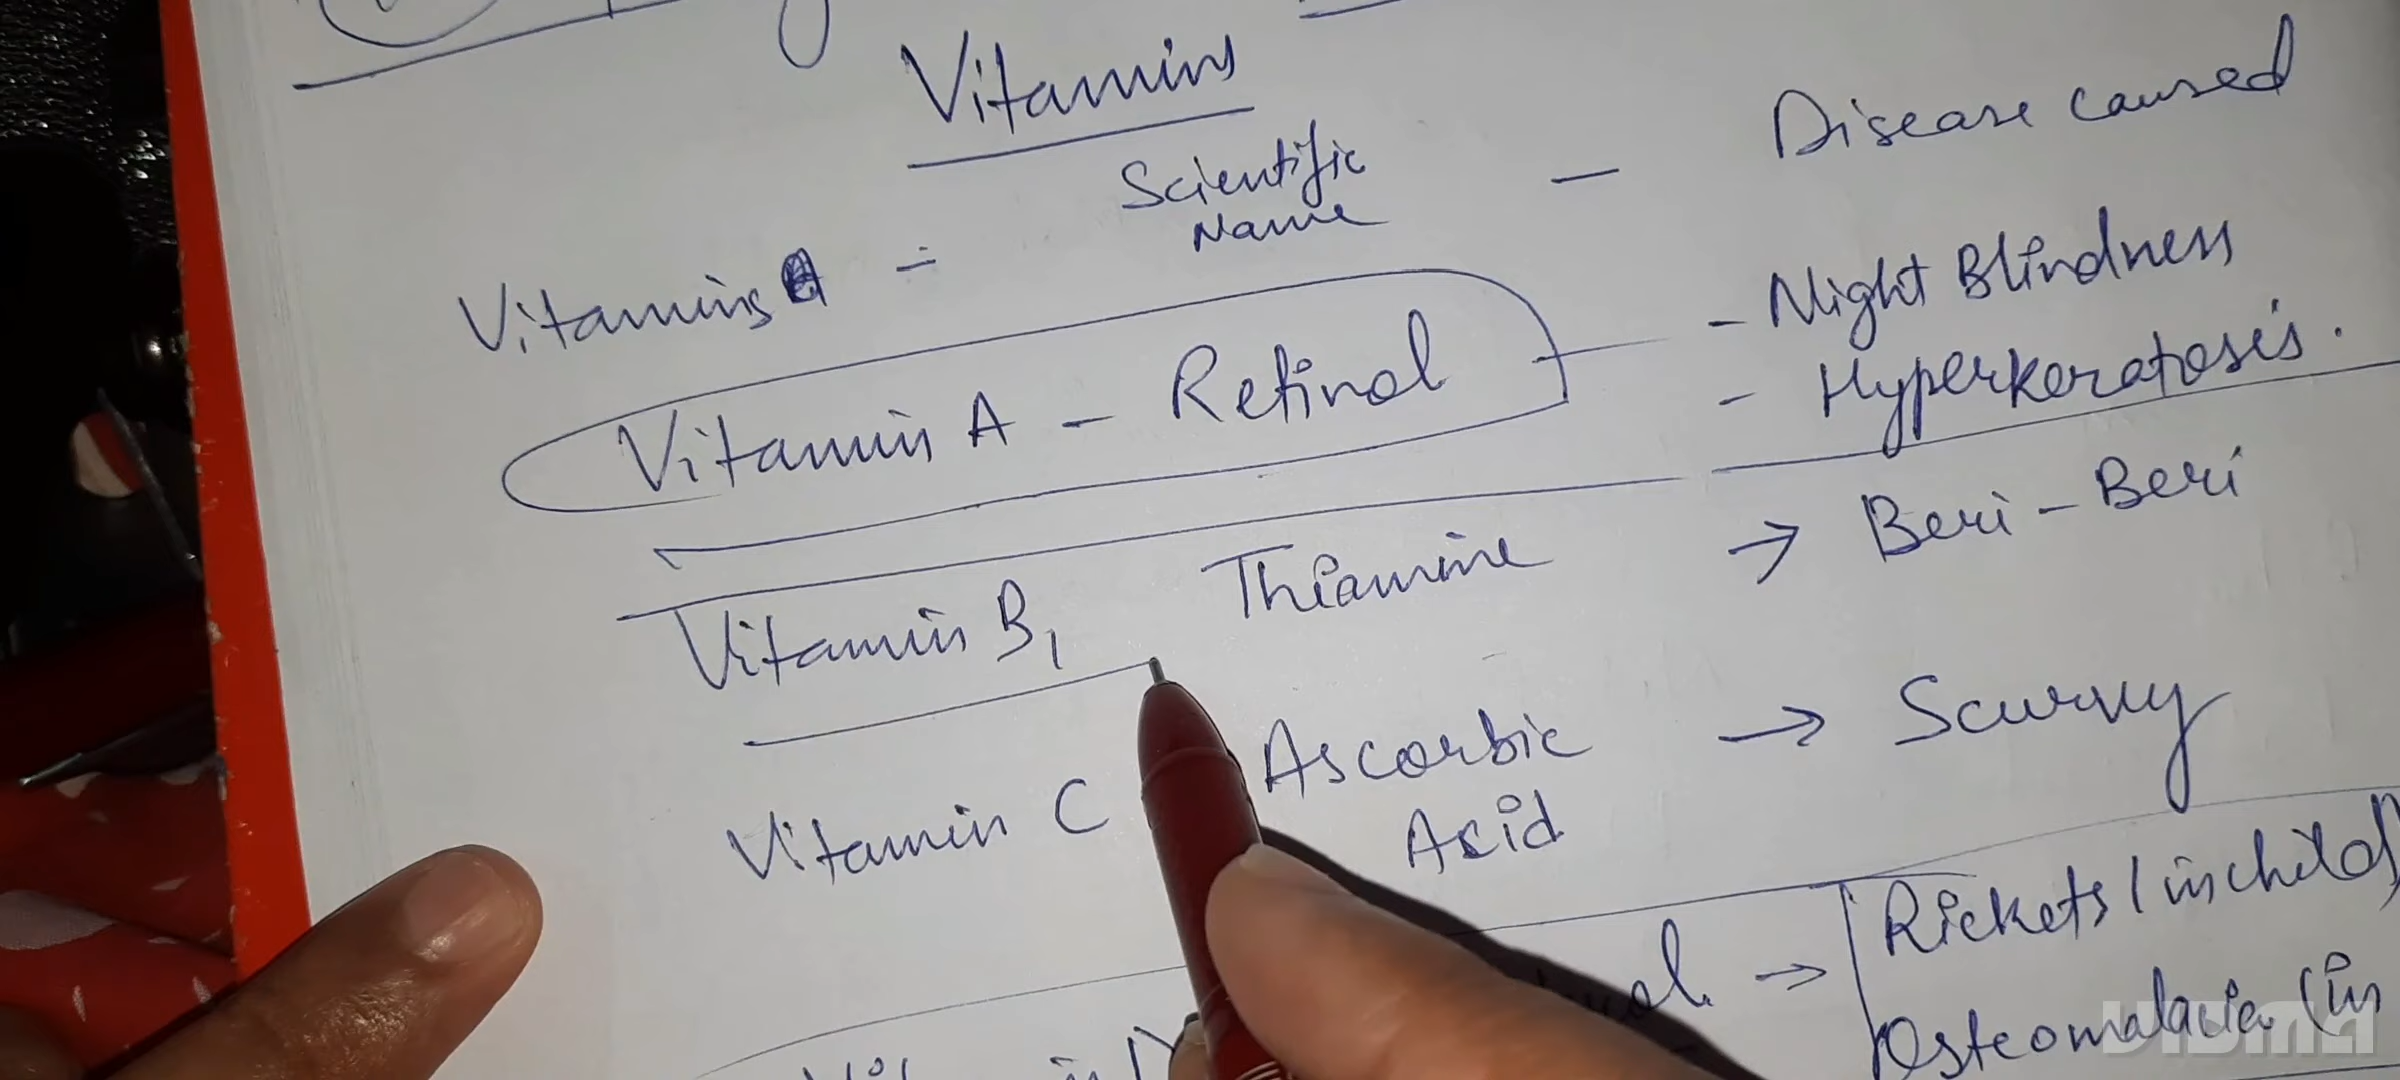 Vitamins
Vitamins - Scientific Name - Disease caused
Vitamin A - Retinol - Night Blindness
- Hyperkeratosis.
Vitamin B1 Thiamine → Beri-Beri
Vitamin C Ascorbic Acid → Scurvy
→ Rickets (in child)
Osteomalacia (in